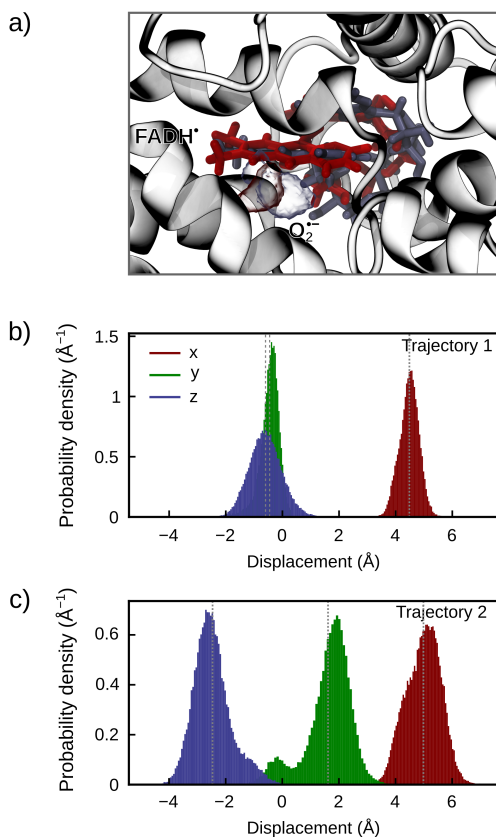 a)
FADH•
O₂•−
b)
Trajectory 1
x
y
z
Probability density (Å⁻¹)
1.5
1
0.5
0
−4 −2 0 2 4 6
Displacement (Å)
c)
Trajectory 2
Probability density (Å⁻¹)
0.6
0.4
0.2
0
−4 −2 0 2 4 6
Displacement (Å)